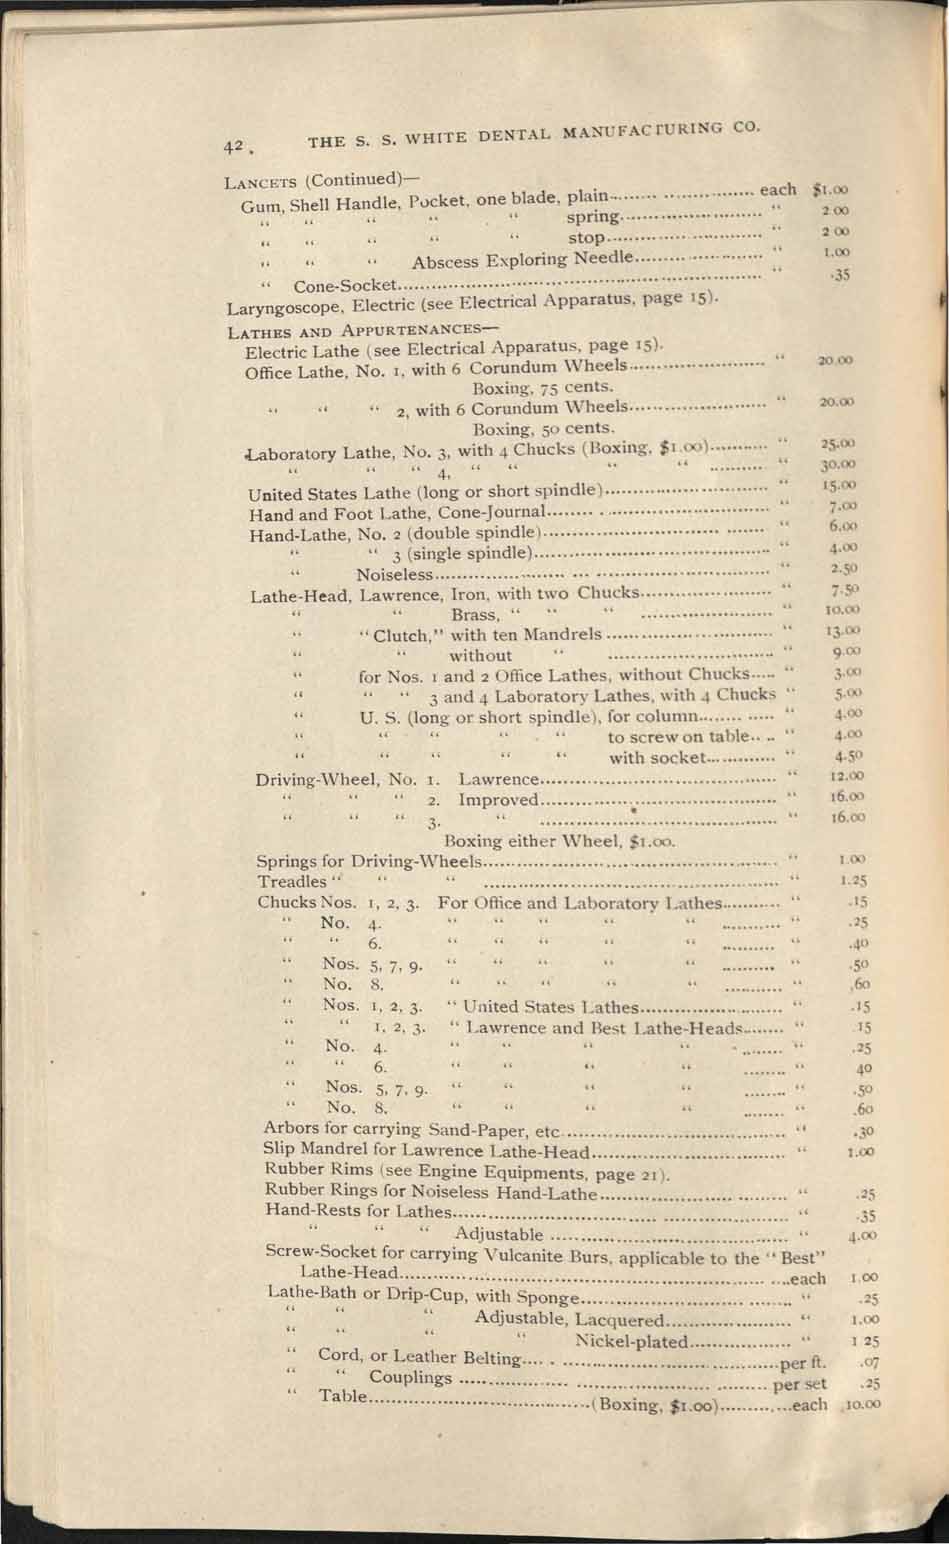 42. THE S. S. WHITE DENTAL MANUFACTURING CO.
LANCETS (Continued)—
Gum, Shell Handle, Pocket, one blade, plain........................ each $1.00
“ “ “ “ “ spring........................ “ 2 00
“ “ “ “ “ stop........................ “ 2 00
“ “ “ Abscess Exploring Needle........................ “ 1.00
“ Cone-Socket........................ “ .35
Laryngoscope, Electric (see Electrical Apparatus, page 15).
LATHES AND APPURTENANCES—
Electric Lathe (see Electrical Apparatus, page 15).
Office Lathe, No. 1, with 6 Corundum Wheels........................ “ 20.00
Boxing, 75 cents.
“ “ “ 2, with 6 Corundum Wheels........................ “ 20.00
Boxing, 50 cents.
Laboratory Lathe, No. 3, with 4 Chucks (Boxing, $1.00)........... “ 25.00
“ “ “ 4, “ “ “ “ ........... “ 30.00
United States Lathe (long or short spindle)........................ “ 15.00
Hand and Foot Lathe, Cone-Journal........................ “ 7.00
Hand-Lathe, No. 2 (double spindle)........................ “ 6.00
“ “ 3 (single spindle)........................ “ 4.00
“ Noiseless........................ “ 2.50
Lathe-Head, Lawrence, Iron, with two Chucks........................ “ 7.50
“ “ Brass, “ “ “ ........................ “ 10.00
“ “Clutch,” with ten Mandrels ........................ “ 13.00
“ “ without “ ........................ “ 9.00
“ for Nos. 1 and 2 Office Lathes, without Chucks..... “ 3.00
“ “ “ 3 and 4 Laboratory Lathes, with 4 Chucks “ 5.00
“ U. S. (long or short spindle), for column............. “ 4.00
“ “ “ “ “ to screw on table.... “ 4.00
“ “ “ “ “ with socket............. “ 4.50
Driving-Wheel, No. 1. Lawrence........................ “ 12.00
“ “ “ 2. Improved........................ “ 16.00
“ “ “ 3. “ ........................ “ 16.00
Boxing either Wheel, $1.00.
Springs for Driving-Wheels........................ “ 1.00
Treadles “ “ “ ........................ “ 1.25
Chucks Nos. 1, 2, 3. For Office and Laboratory Lathes........... “ .15
“ No. 4. “ “ “ “ “ ........... “ .25
“ “ 6. “ “ “ “ “ ........... “ .40
“ Nos. 5, 7, 9. “ “ “ “ “ ........... “ .50
“ No. 8. “ “ “ “ “ ........... “ .60
“ Nos. 1, 2, 3. “ United States Lathes........................ “ .15
“ “ 1, 2, 3. “ Lawrence and Best Lathe-Heads........ “ 15
“ No. 4. “ “ “ “ ........ “ .25
“ “ 6. “ “ “ “ ........ “ 40
“ Nos. 5, 7, 9. “ “ “ “ ........ “ .50
“ No. 8. “ “ “ “ ........ “ .60
Arbors for carrying Sand-Paper, etc........................ “ .30
Slip Mandrel for Lawrence Lathe-Head........................ “ 1.00
Rubber Rims (see Engine Equipments, page 21).
Rubber Rings for Noiseless Hand-Lathe........................ “ .25
Hand-Rests for Lathes........................ “ .35
“ “ “ Adjustable ........................ “ 4.00
Screw-Socket for carrying Vulcanite Burs, applicable to the “Best”
Lathe-Head........................each 1.00
Lathe-Bath or Drip-Cup, with Sponge........................ “ .25
“ “ “ Adjustable, Lacquered........................ “ 1.00
“ “ “ “ Nickel-plated.................. “ 1 25
“ Cord, or Leather Belting........................per ft. .07
“ “ Couplings ........................ per set .25
“ Table........................(Boxing, $1.00)............each 10.00